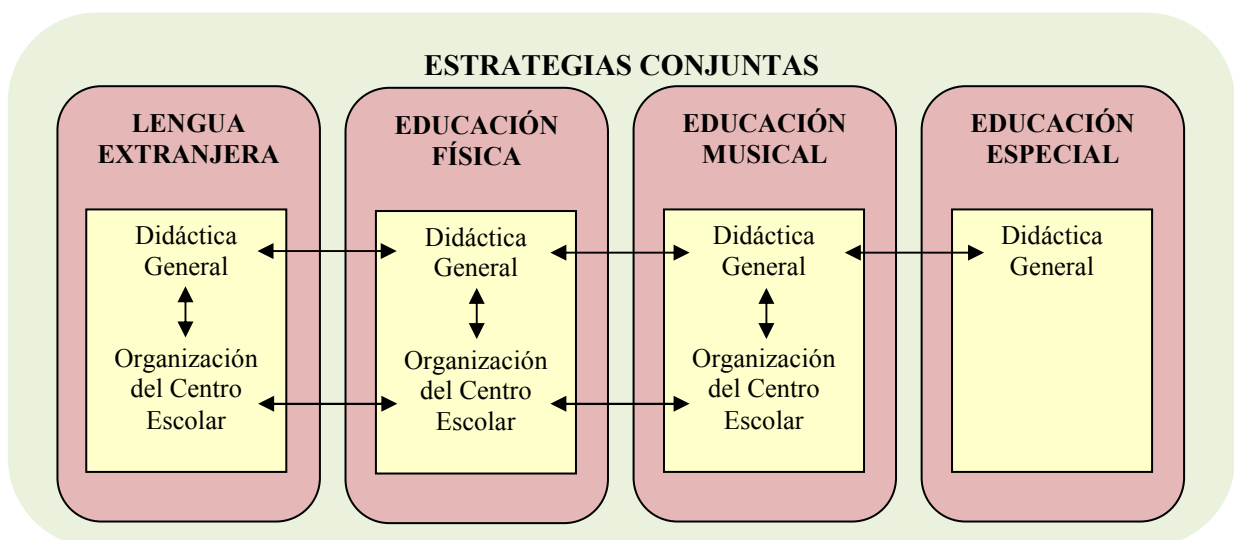 ESTRATEGIAS CONJUNTAS
LENGUA
EXTRANJERA
Didáctica
General
Organización
del Centro
Escolar
EDUCACIÓN
FÍSICA
Didáctica
General
Organización
del Centro
Escolar
EDUCACIÓN
MUSICAL
Didáctica
General
Organización
del Centro
Escolar
EDUCACIÓN
ESPECIAL
Didáctica
General